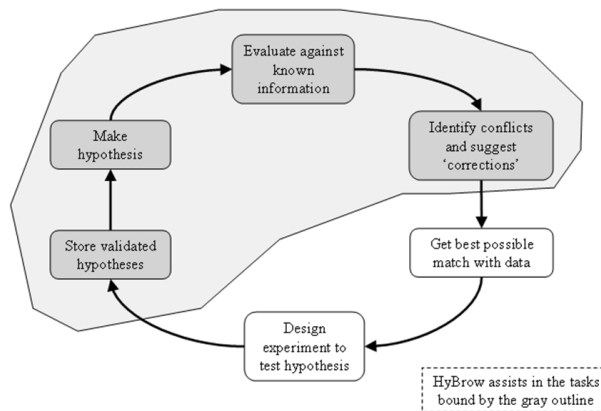 Evaluate against
known
information
Make
hypothesis
Identify conflicts
and suggest
‘corrections’
Store validated
hypotheses
Get best possible
match with data
Design
experiment to
test hypothesis
HyBrow assists in the tasks
bound by the gray outline